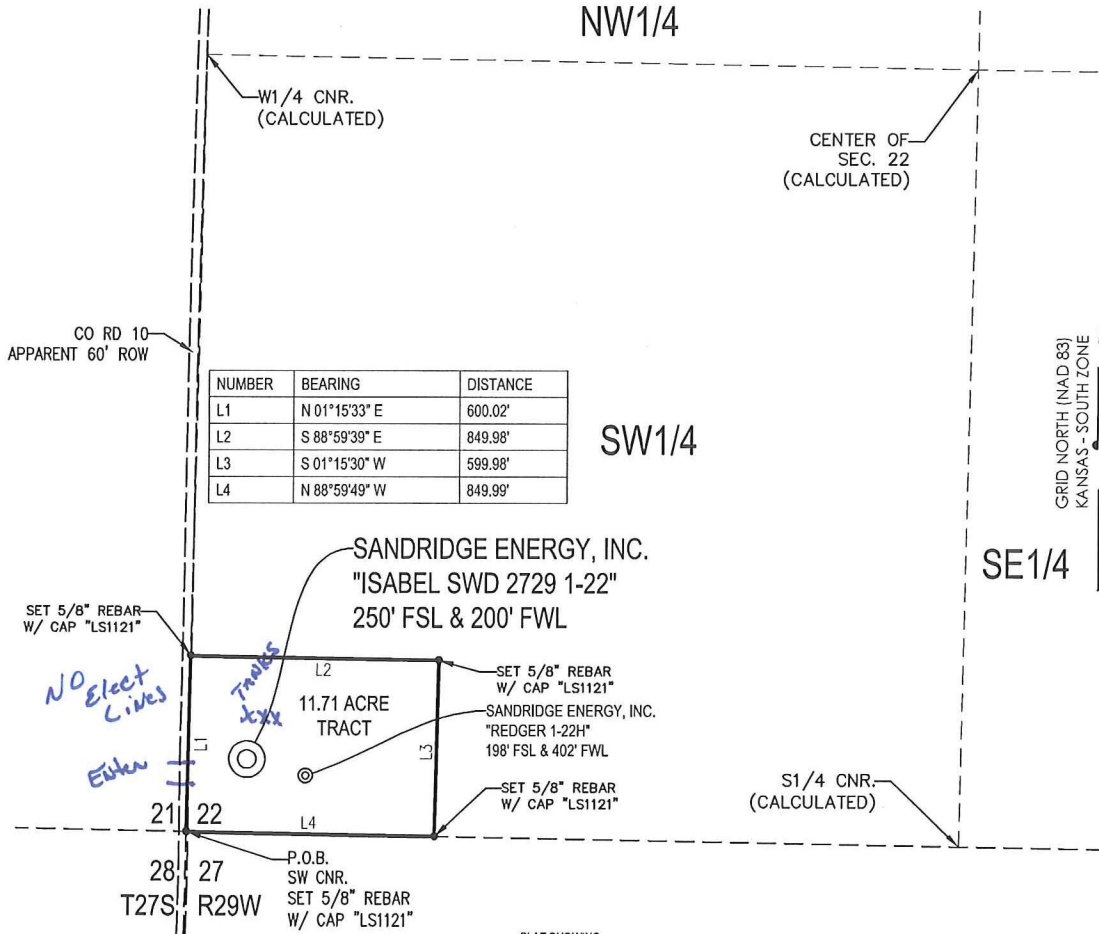 NW1/4
W1/4 CNR.
(CALCULATED)
CENTER OF
SEC. 22
(CALCULATED)
CO RD 10
APPARENT 60' ROW
NUMBER BEARING DISTANCE
L1 N 01°15'33" E 600.02'
L2 S 88°59'39" E 849.98'
L3 S 01°15'30" W 599.98'
L4 N 88°59'49" W 849.99'
SW1/4
GRID NORTH (NAD 83)
KANSAS - SOUTH ZONE
SE1/4
SANDRIDGE ENERGY, INC.
"ISABEL SWD 2729 1-22"
250' FSL & 200' FWL
SET 5/8" REBAR
W/ CAP "LS1121"
NO Elect
Lines
Tanks
L2
SET 5/8" REBAR
W/ CAP "LS1121"
11.71 ACRE
TRACT
SANDRIDGE ENERGY, INC.
"REDGER 1-22H"
198' FSL & 402' FWL
L1
L3
Enter
SET 5/8" REBAR
W/ CAP "LS1121"
S1/4 CNR.
(CALCULATED)
21 22
L4
28 27
T27S R29W
P.O.B.
SW CNR.
SET 5/8" REBAR
W/ CAP "LS1121"